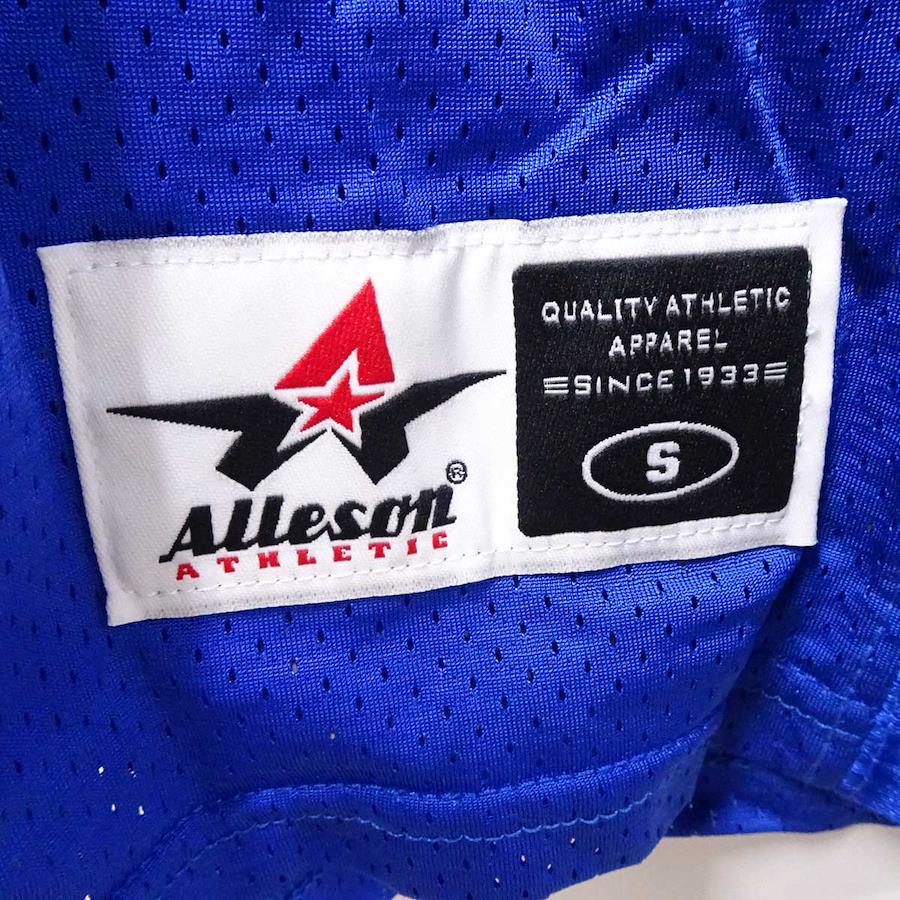 Alleson®
ATHLETIC
QUALITY ATHLETIC
APPAREL
SINCE 1933
S